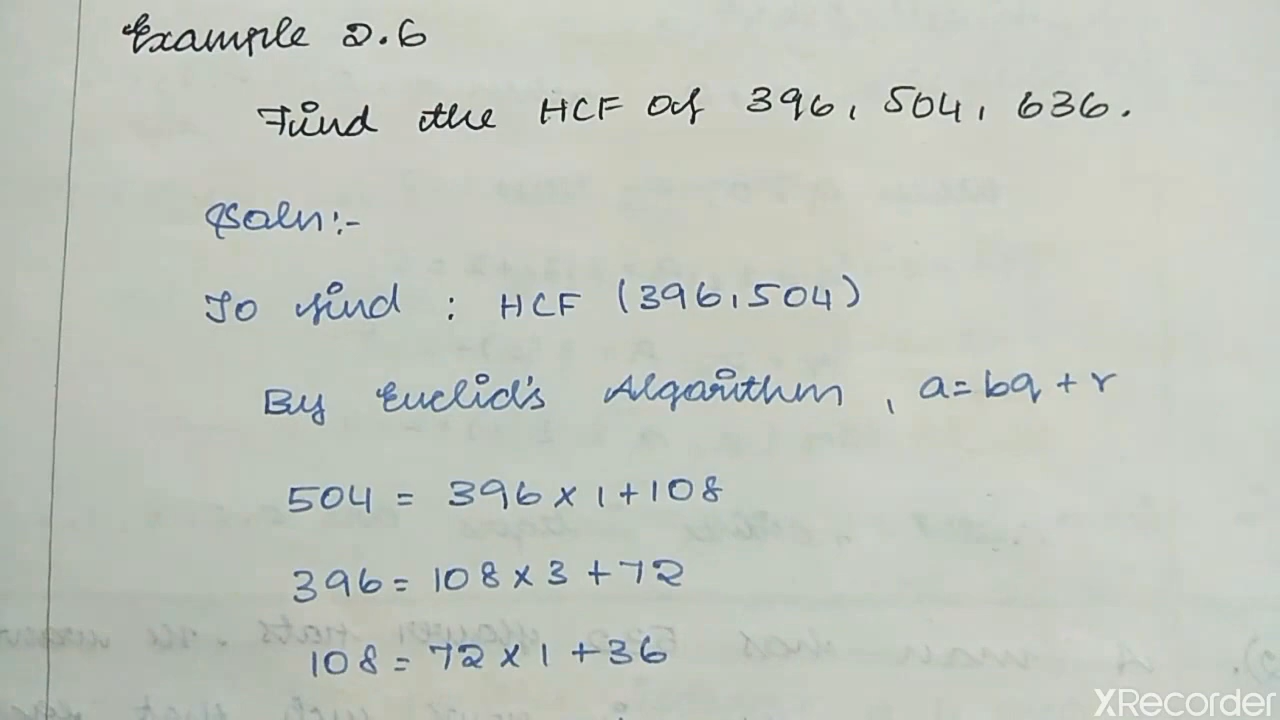 Example 2.6
Find the HCF of 396, 504, 636.
Soln:-
To find : HCF (396, 504)
By Euclid's Algorithm, a = bq + r
504 = 396 × 1 + 108
396 = 108 × 3 + 72
108 = 72 × 1 + 36
XRecorder